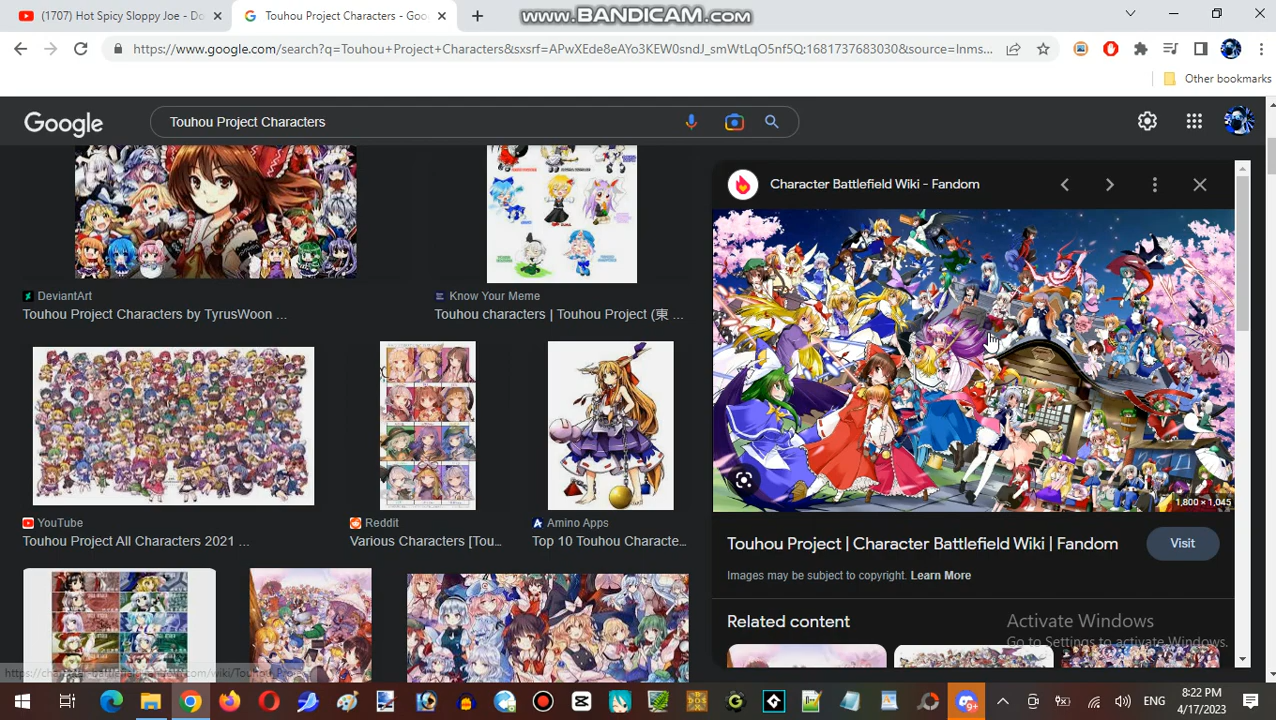 (1707) Hot Spicy Sloppy Joe - Do
Touhou Project Characters - Goo
www.BANDICAM.com
https://www.google.com/search?q=Touhou+Project+Characters&sxsrf=APwXEde8eAYo3KEW0sndJ_smWtLqO5nf5Q:1681737683030&source=lnms...
Other bookmarks
Google
Touhou Project Characters
Character Battlefield Wiki - Fandom
DeviantArt
Touhou Project Characters by TyrusWoon ...
Know Your Meme
Touhou characters | Touhou Project (東 ...
1,800 × 1,045
YouTube
Touhou Project All Characters 2021 ...
Reddit
Various Characters [Tou...
Amino Apps
Top 10 Touhou Characte...
Touhou Project | Character Battlefield Wiki | Fandom
Visit
Images may be subject to copyright. Learn More
Related content
Activate Windows
Go to Settings to activate Windows.
9+
ENG
8:22 PM
4/17/2023